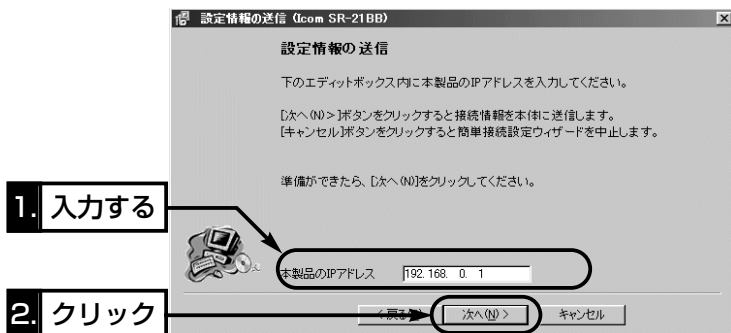 設定情報の送信 (Icom SR-21BB)
設定情報の送信
下のエディットボックス内に本製品のIPアドレスを入力してください。
[次へ(N)>]ボタンをクリックすると接続情報を本体に送信します。
[キャンセル]ボタンをクリックすると簡単接続設定ウィザードを中止します。
準備ができたら、[次へ(N)]をクリックしてください。
1. 入力する
本製品のIPアドレス 192. 168. 0. 1
2. クリック
< 戻る 次へ(N) > キャンセル